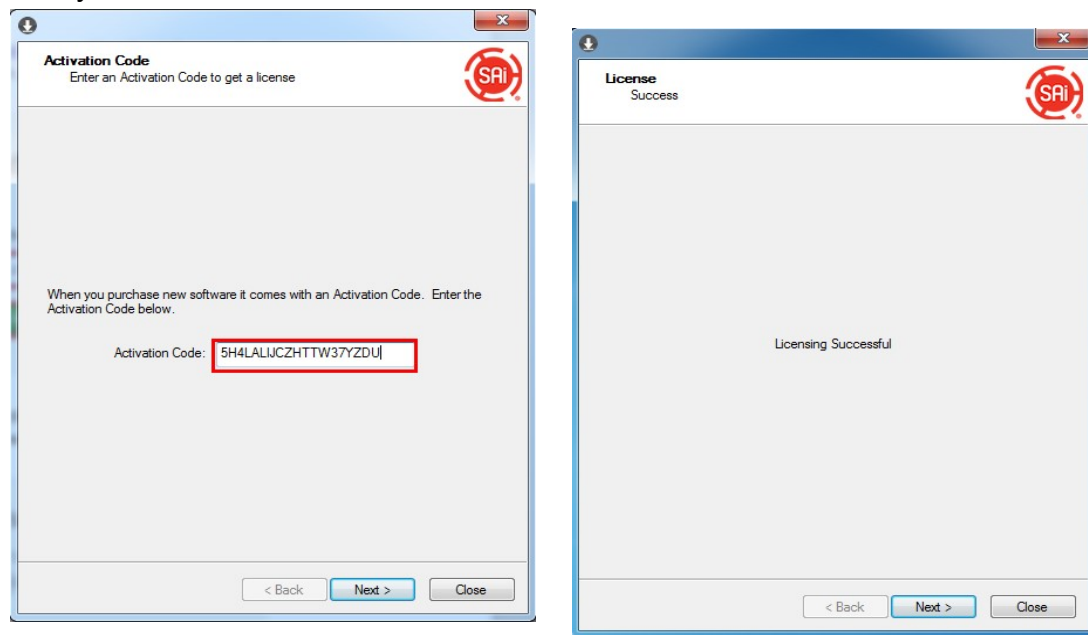 Activation Code
Enter an Activation Code to get a license
SAi
When you purchase new software it comes with an Activation Code. Enter the
Activation Code below.
Activation Code: 5H4LALIJCZHTTW37YZDU
< Back Next > Close
License
Success
SAi
Licensing Successful
< Back Next > Close